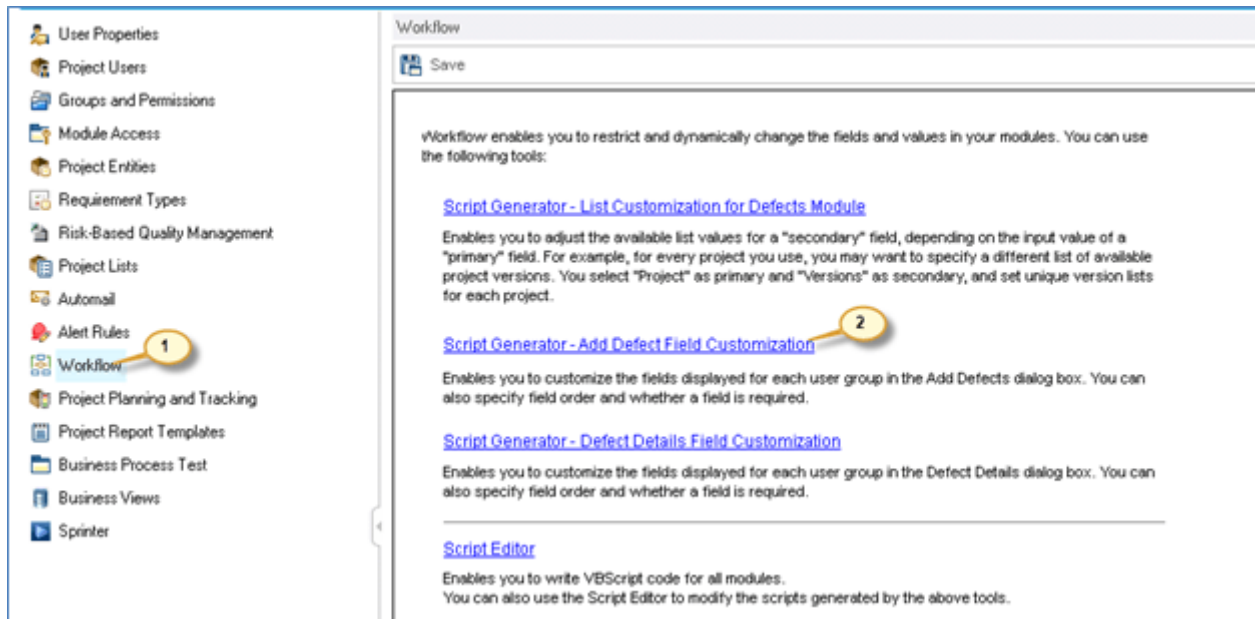 User Properties
Project Users
Groups and Permissions
Module Access
Project Entities
Requirement Types
Risk-Based Quality Management
Project Lists
Automail
Alert Rules
1
Workflow
Project Planning and Tracking
Project Report Templates
Business Process Test
Business Views
Sprinter
Workflow
Save
Workflow enables you to restrict and dynamically change the fields and values in your modules. You can use
the following tools:
Script Generator - List Customization for Defects Module
Enables you to adjust the available list values for a "secondary" field, depending on the input value of a
"primary" field. For example, for every project you use, you may want to specify a different list of available
project versions. You select "Project" as primary and "Versions" as secondary, and set unique version lists
for each project.
2
Script Generator - Add Defect Field Customization
Enables you to customize the fields displayed for each user group in the Add Defects dialog box. You can
also specify field order and whether a field is required.
Script Generator - Defect Details Field Customization
Enables you to customize the fields displayed for each user group in the Defect Details dialog box. You can
also specify field order and whether a field is required.
Script Editor
Enables you to write VBScript code for all modules.
You can also use the Script Editor to modify the scripts generated by the above tools.